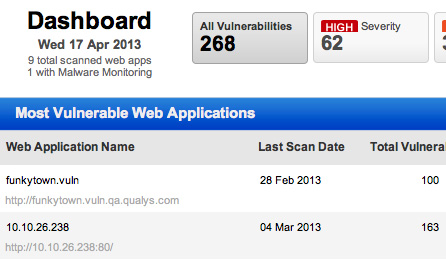 Dashboard
Wed 17 Apr 2013
9 total scanned web apps
1 with Malware Monitoring
All Vulnerabilities
268
HIGH Severity
62
Most Vulnerable Web Applications
Web Application Name Last Scan Date Total Vulnera
funkytown.vuln 28 Feb 2013 100
http://funkytown.vuln.qa.qualys.com
10.10.26.238 04 Mar 2013 163
http://10.10.26.238:80/